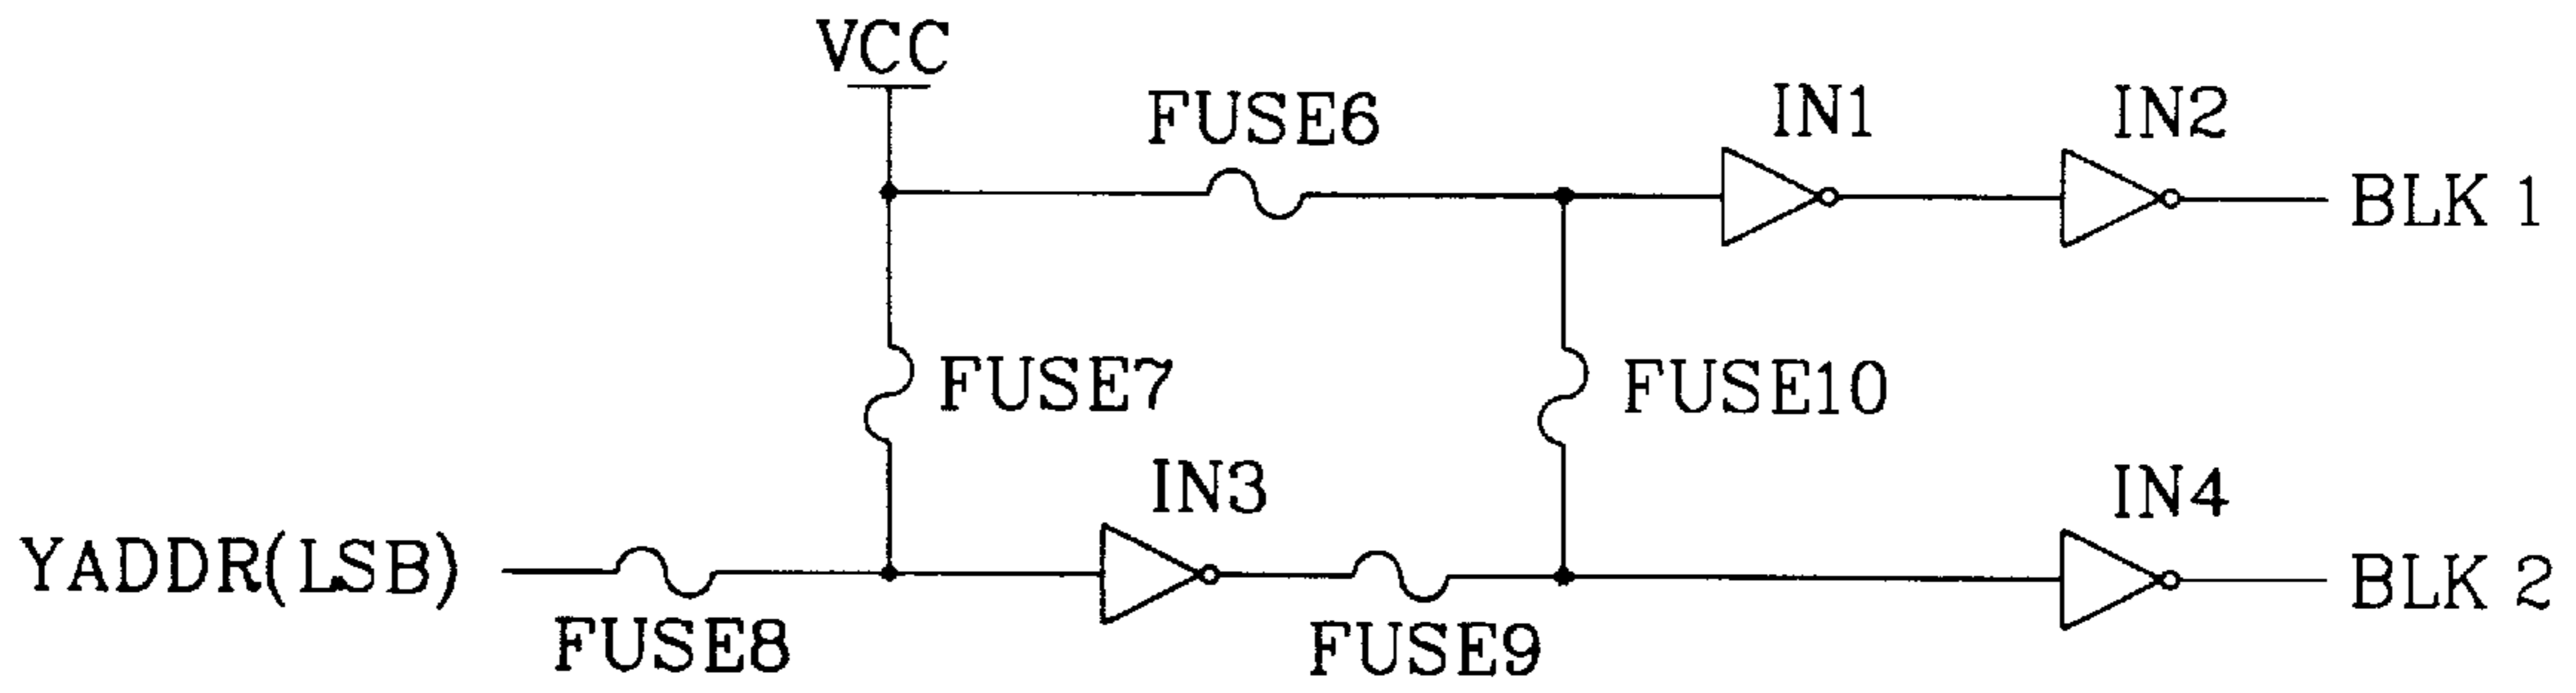 VCC
FUSE6
IN1
IN2
BLK 1
FUSE7
FUSE10
IN3
IN4
YADDR(LSB)
BLK 2
FUSE8
FUSE9